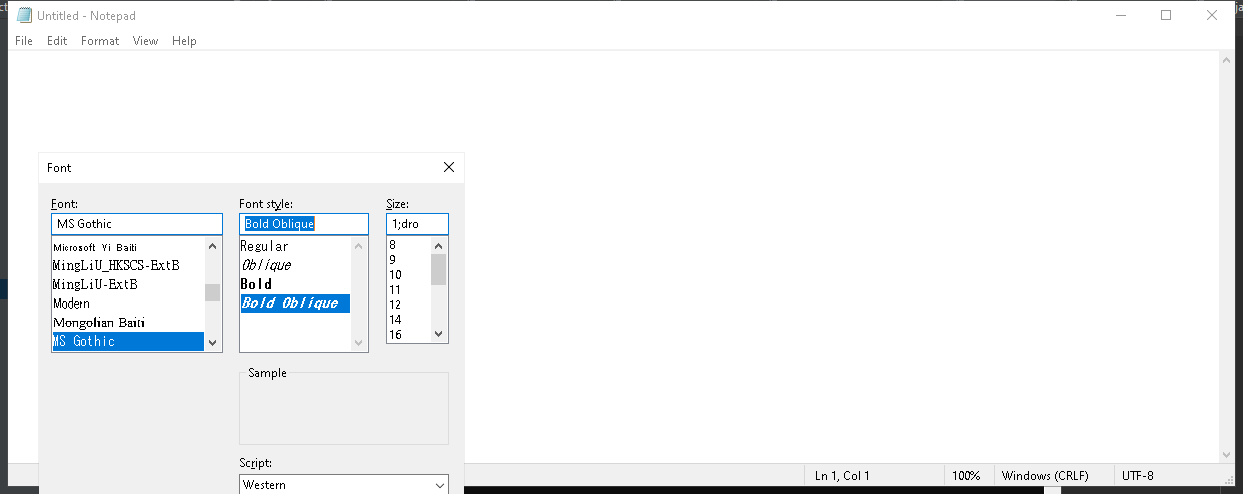 Untitled - Notepad
File Edit Format View Help
Font
Font: Font style: Size:
MS Gothic Bold Oblique 1;dro
Microsoft Yi Baiti
MingLiU_HKSCS-ExtB
MingLiU-ExtB
Modern
Mongolian Baiti
MS Gothic
Regular
Oblique
Bold
Bold Oblique
8
9
10
11
12
14
16
Sample
Script:
Western
Ln 1, Col 1 100% Windows (CRLF) UTF-8